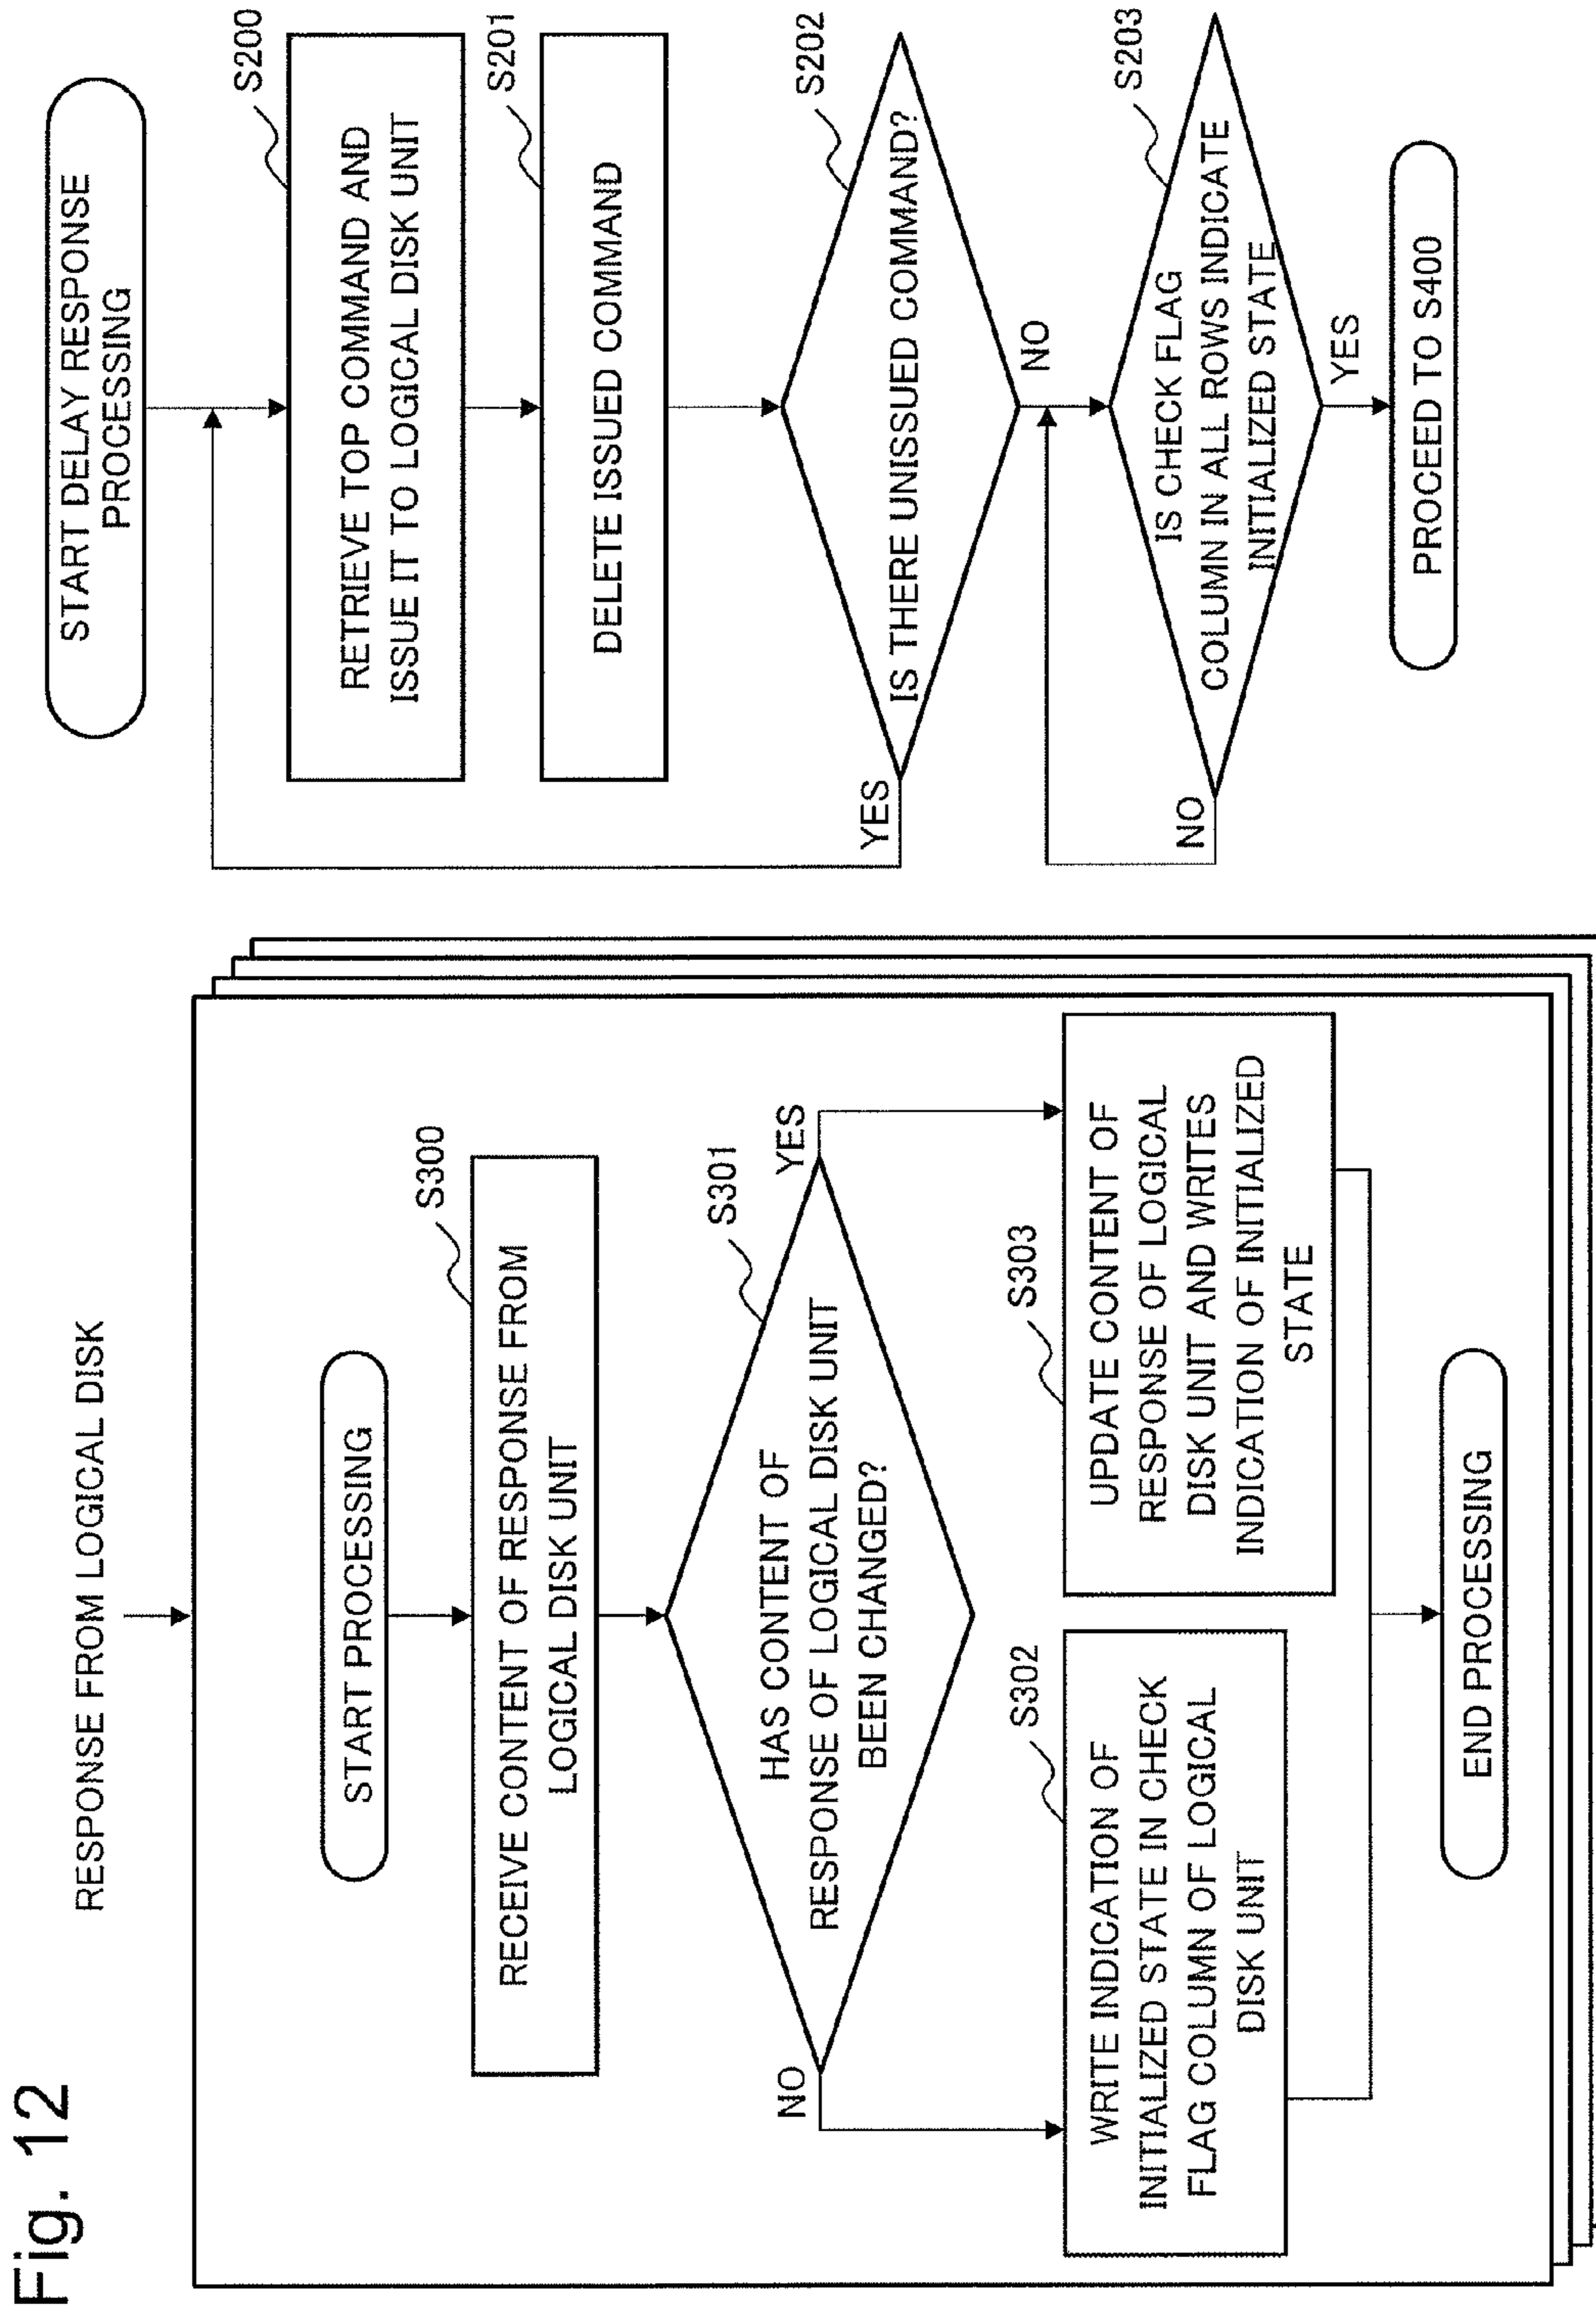 Fig. 12
RESPONSE FROM LOGICAL DISK
START PROCESSING
S300
RECEIVE CONTENT OF RESPONSE FROM
LOGICAL DISK UNIT
S301
HAS CONTENT OF
RESPONSE OF LOGICAL DISK UNIT
BEEN CHANGED?
NO
YES
S302
WRITE INDICATION OF
INITIALIZED STATE IN CHECK
FLAG COLUMN OF LOGICAL
DISK UNIT
S303
UPDATE CONTENT OF
RESPONSE OF LOGICAL
DISK UNIT AND WRITES
INDICATION OF INITIALIZED
STATE
END PROCESSING
START DELAY RESPONSE
PROCESSING
S200
RETRIEVE TOP COMMAND AND
ISSUE IT TO LOGICAL DISK UNIT
S201
DELETE ISSUED COMMAND
S202
IS THERE UNISSUED COMMAND?
YES
NO
S203
IS CHECK FLAG
COLUMN IN ALL ROWS INDICATE
INITIALIZED STATE
NO
YES
PROCEED TO S400